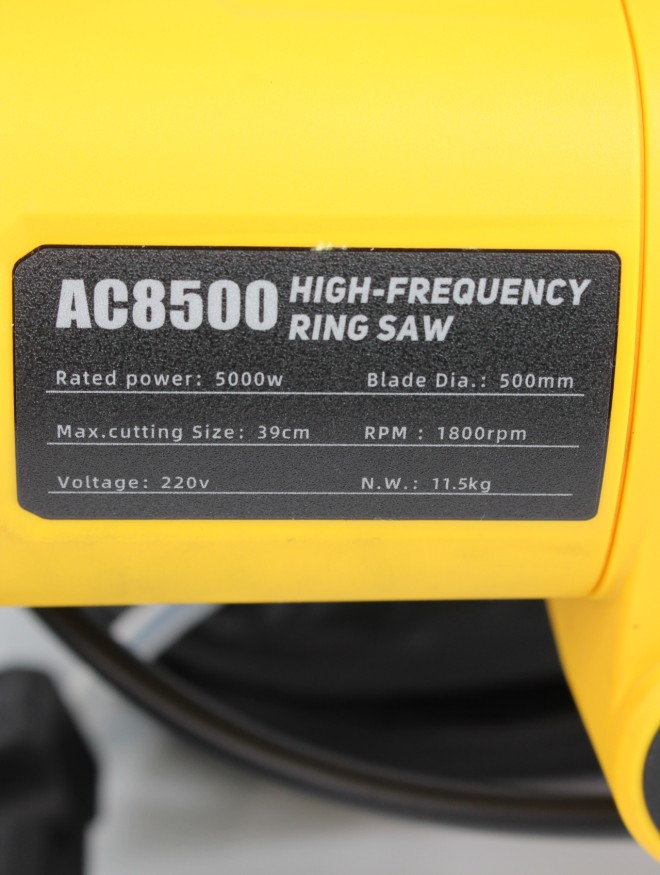 AC8500 HIGH-FREQUENCY
RING SAW
Rated power: 5000w Blade Dia.: 500mm
Max.cutting Size: 39cm RPM : 1800rpm
Voltage: 220v N.W.: 11.5kg